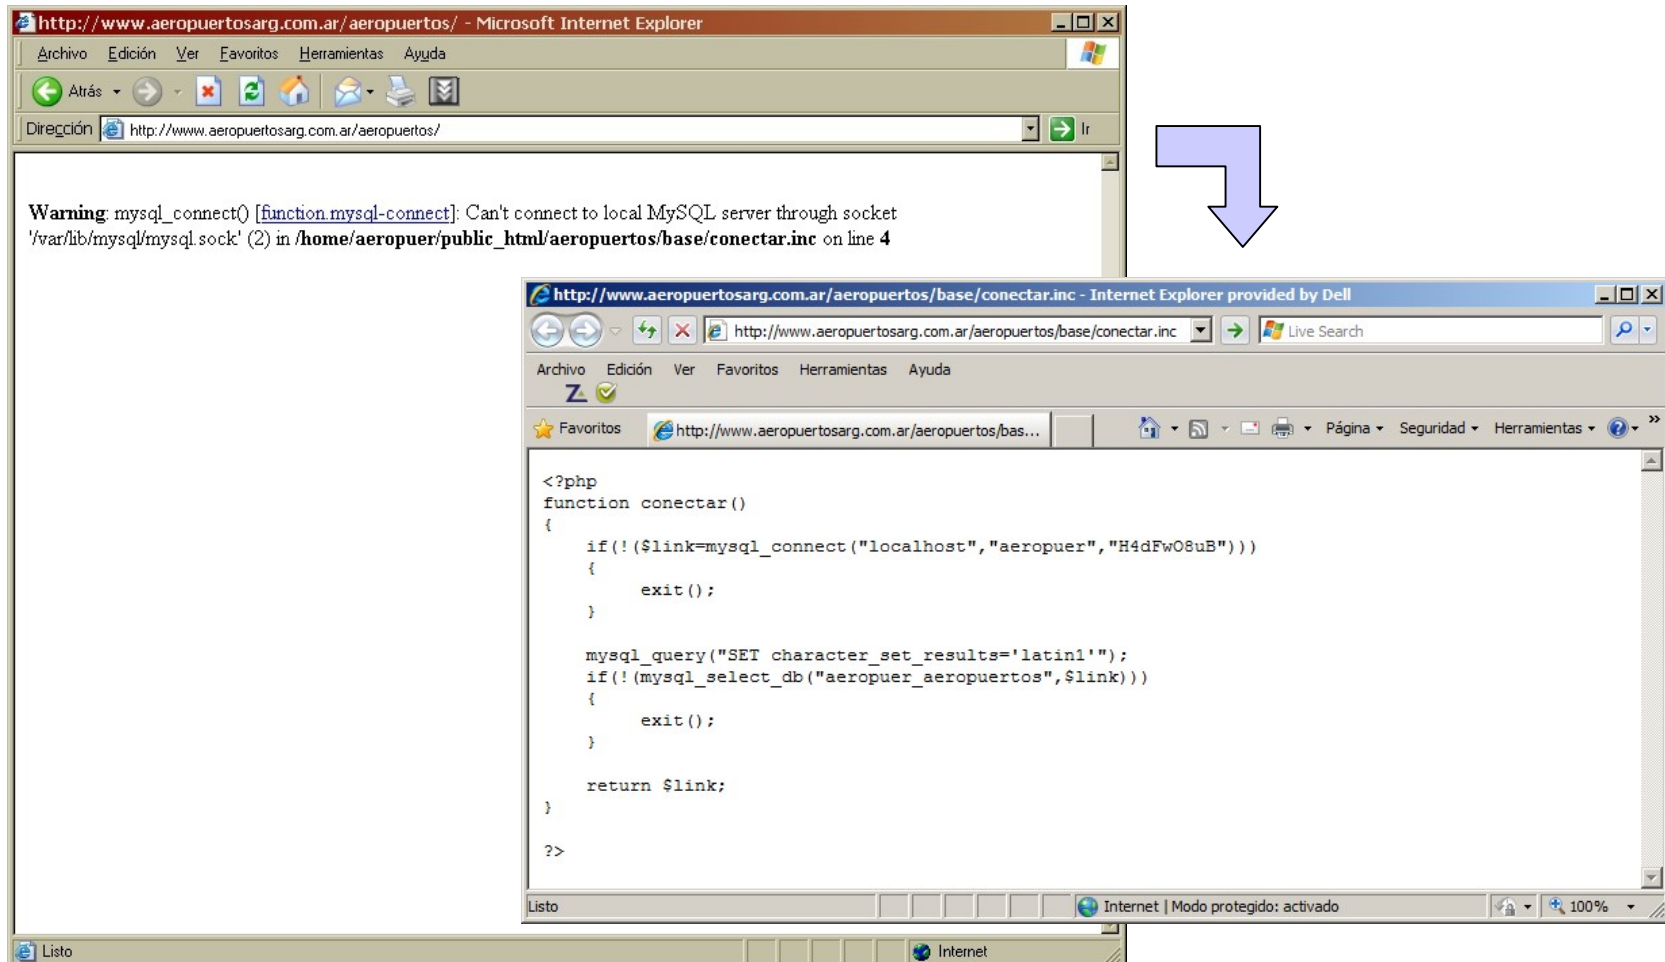 http://www.aeropuertosarg.com.ar/aeropuertos/ - Microsoft Internet Explorer
Archivo Edición Ver Favoritos Herramientas Ayuda
Atrás
Dirección http://www.aeropuertosarg.com.ar/aeropuertos/ Ir
Warning: mysql_connect() [function.mysql-connect]: Can't connect to local MySQL server through socket
'/var/lib/mysql/mysql.sock' (2) in /home/aeropuer/public_html/aeropuertos/base/conectar.inc on line 4
http://www.aeropuertosarg.com.ar/aeropuertos/base/conectar.inc - Internet Explorer provided by Dell
http://www.aeropuertosarg.com.ar/aeropuertos/base/conectar.inc Live Search
Archivo Edición Ver Favoritos Herramientas Ayuda
Favoritos http://www.aeropuertosarg.com.ar/aeropuertos/bas... Página Seguridad Herramientas »
<?php
function conectar()
{
if(!($link=mysql_connect("localhost","aeropuer","H4dFwO8uB")))
{
exit();
}
mysql_query("SET character_set_results='latin1'");
if(!(mysql_select_db("aeropuer_aeropuertos",$link)))
{
exit();
}
return $link;
}
?>
Listo Internet | Modo protegido: activado 100%
Listo Internet